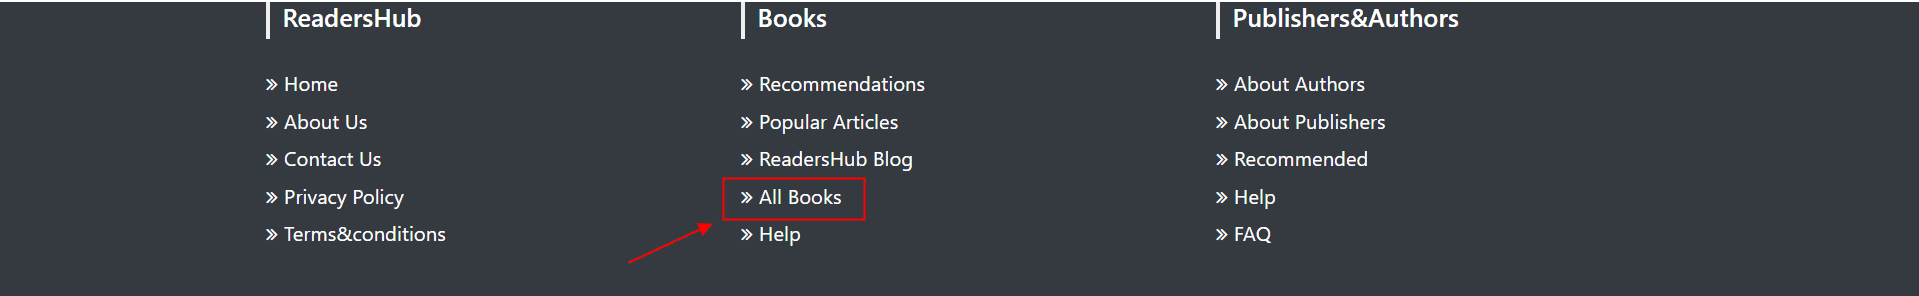 ReadersHub
» Home
» About Us
» Contact Us
» Privacy Policy
» Terms&conditions
Books
» Recommendations
» Popular Articles
» ReadersHub Blog
» All Books
» Help
Publishers&Authors
» About Authors
» About Publishers
» Recommended
» Help
» FAQ